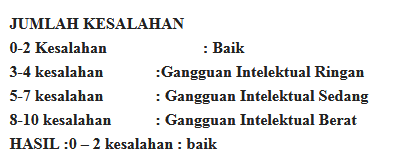 JUMLAH KESALAHAN
0-2 Kesalahan : Baik
3-4 kesalahan :Gangguan Intelektual Ringan
5-7 kesalahan : Gangguan Intelektual Sedang
8-10 kesalahan : Gangguan Intelektual Berat
HASIL :0 – 2 kesalahan : baik